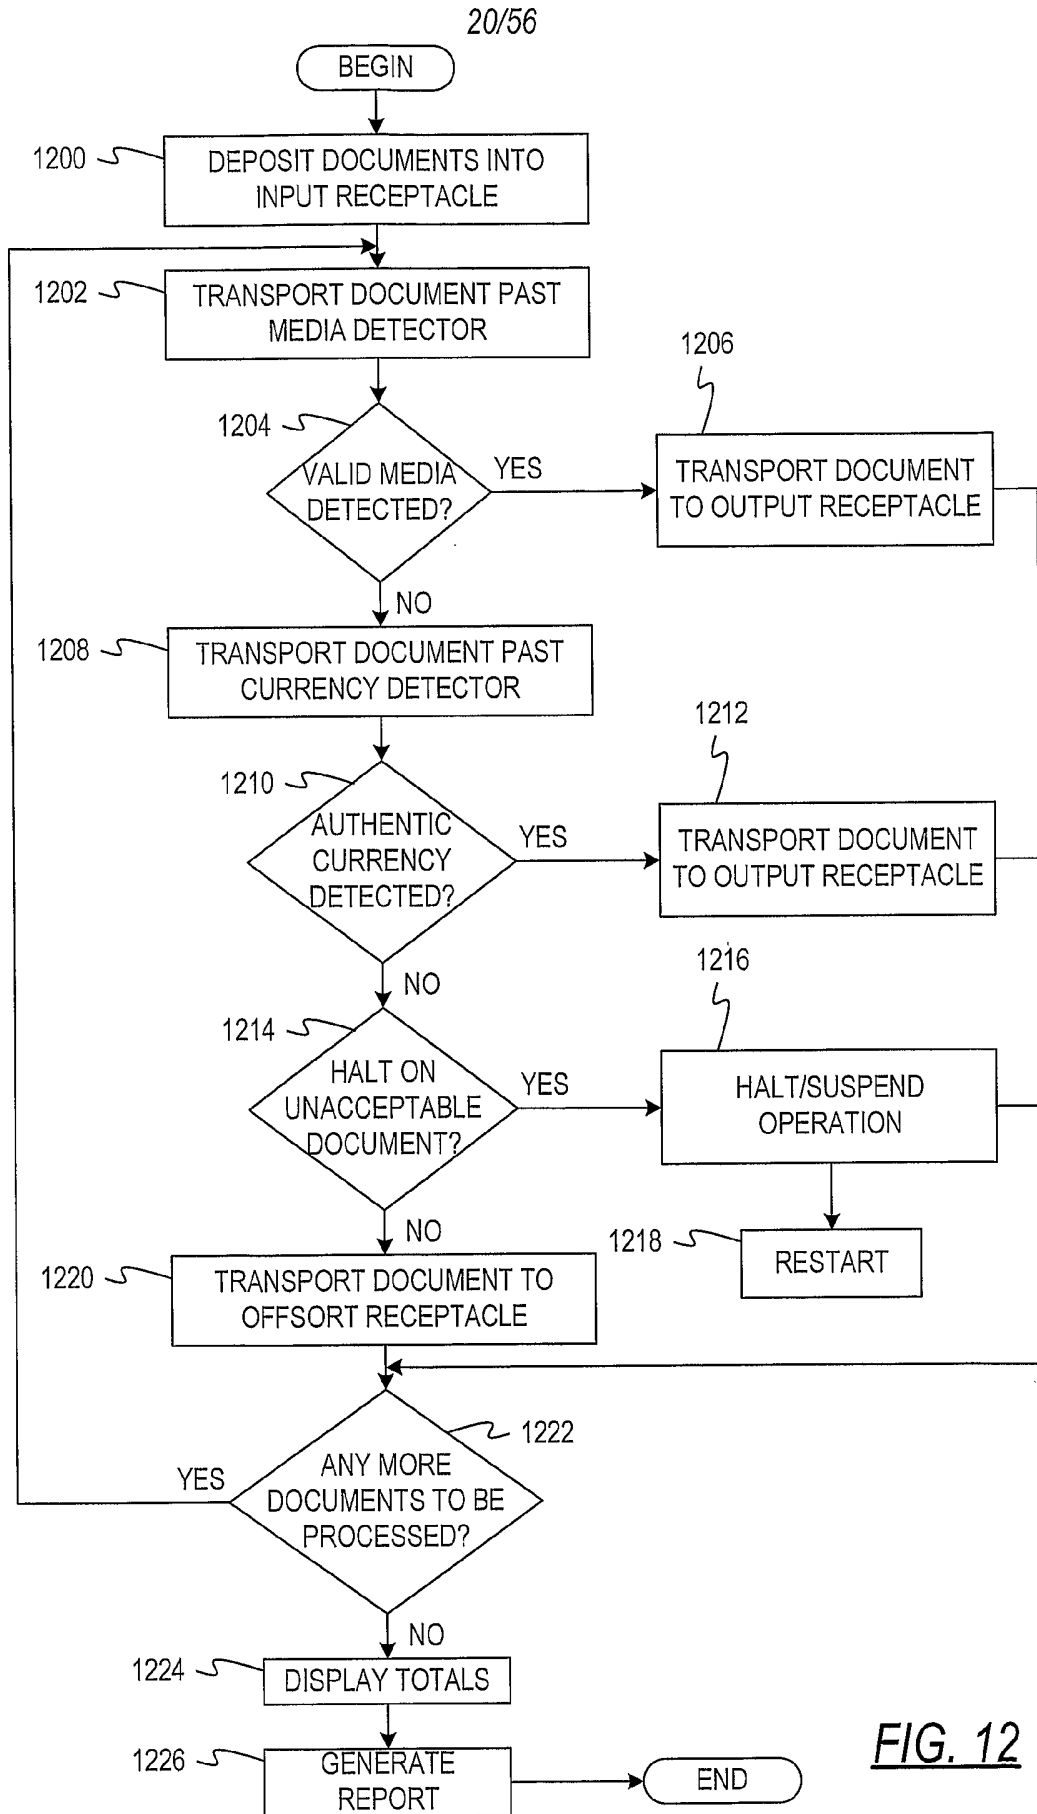 20/56
BEGIN
1200
DEPOSIT DOCUMENTS INTO
INPUT RECEPTACLE
1202
TRANSPORT DOCUMENT PAST
MEDIA DETECTOR
1204
VALID MEDIA
DETECTED?
YES
1206
TRANSPORT DOCUMENT
TO OUTPUT RECEPTACLE
NO
1208
TRANSPORT DOCUMENT PAST
CURRENCY DETECTOR
1210
AUTHENTIC
CURRENCY
DETECTED?
YES
1212
TRANSPORT DOCUMENT
TO OUTPUT RECEPTACLE
NO
1214
HALT ON
UNACCEPTABLE
DOCUMENT?
YES
1216
HALT/SUSPEND
OPERATION
1218
RESTART
NO
1220
TRANSPORT DOCUMENT TO
OFFSORT RECEPTACLE
1222
ANY MORE
DOCUMENTS TO BE
PROCESSED?
YES
NO
1224
DISPLAY TOTALS
1226
GENERATE
REPORT
END
FIG. 12